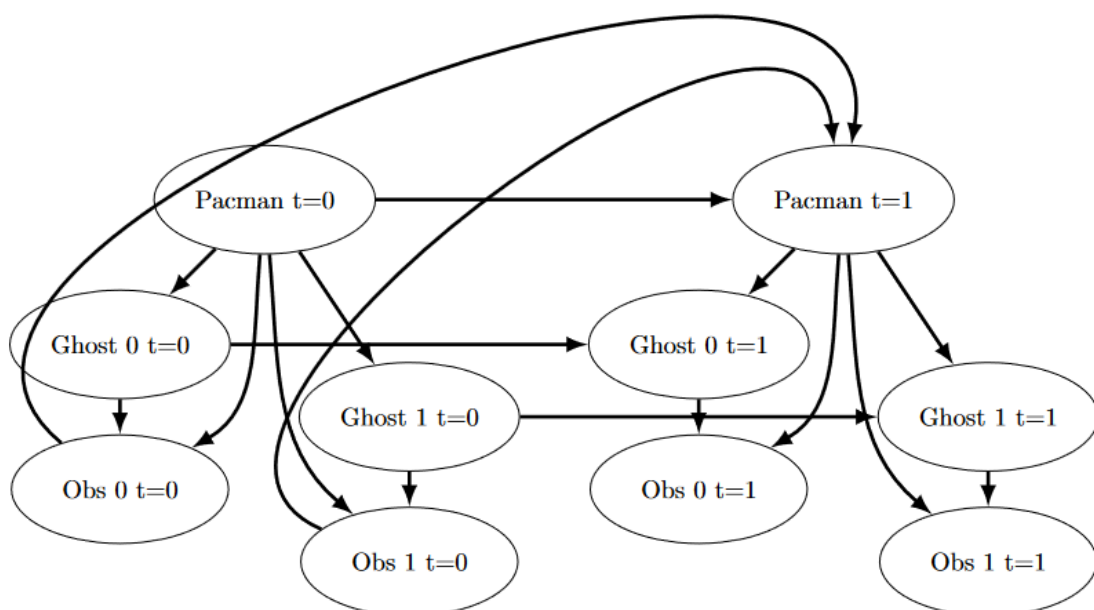 Pacman t=0
Pacman t=1
Ghost 0 t=0
Ghost 0 t=1
Ghost 1 t=0
Ghost 1 t=1
Obs 0 t=0
Obs 0 t=1
Obs 1 t=0
Obs 1 t=1